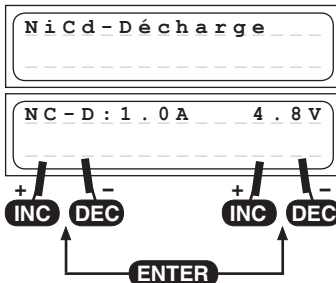 NiCd-Décharge
NC-D:1.0A 4.8V
+ - + -
INC DEC INC DEC
ENTER